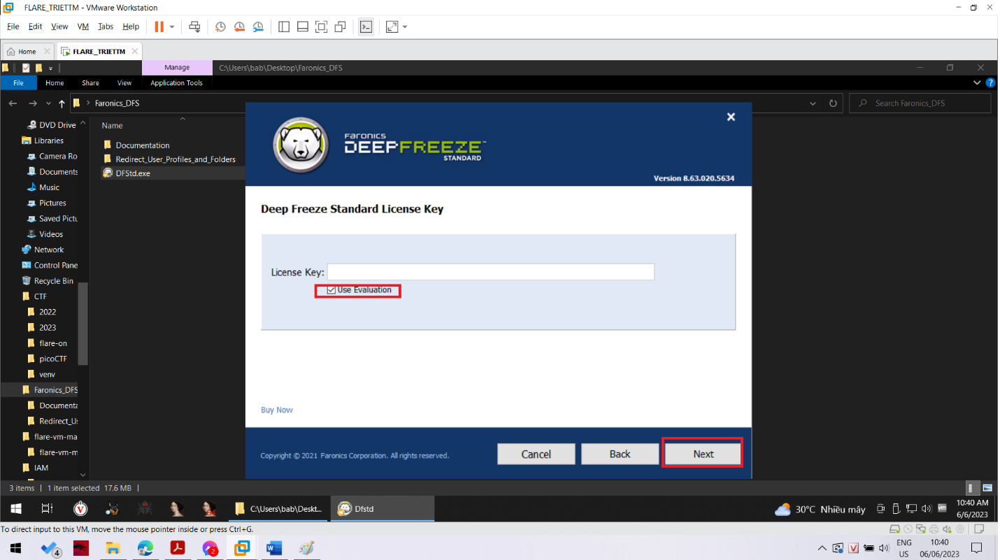 FLARE_TRIETTM - VMware Workstation
File Edit View VM Tabs Help
Home FLARE_TRIETTM
Manage C:\Users\bab\Desktop\Faronics_DFS
File Home Share View Application Tools
Faronics_DFS Search Faronics_DFS
DVD Drive
Libraries
Camera Ro
Documents
Music
Pictures
Saved Pictu
Videos
Network
Control Pane
Recycle Bin
CTF
2022
2023
flare-on
picoCTF
venv
Faronics_DFS
Documenta
Redirect_Us
flare-vm-ma
flare-vm-m
IAM
Name
Documentation
Redirect_User_Profiles_and_Folders
DFStd.exe
Faronics
DEEPFREEZE™
STANDARD
Version 8.63.020.5634
Deep Freeze Standard License Key
License Key:
Use Evaluation
Buy Now
Copyright © 2021 Faronics Corporation. All rights reserved.
Cancel Back Next
3 items 1 item selected 17.6 MB
C:\Users\bab\Deskt... Dfstd 30°C Nhiều mây vm 10:40 AM
6/6/2023
To direct input to this VM, move the mouse pointer inside or press Ctrl+G.
4 2 ENG 10:40
US 06/06/2023